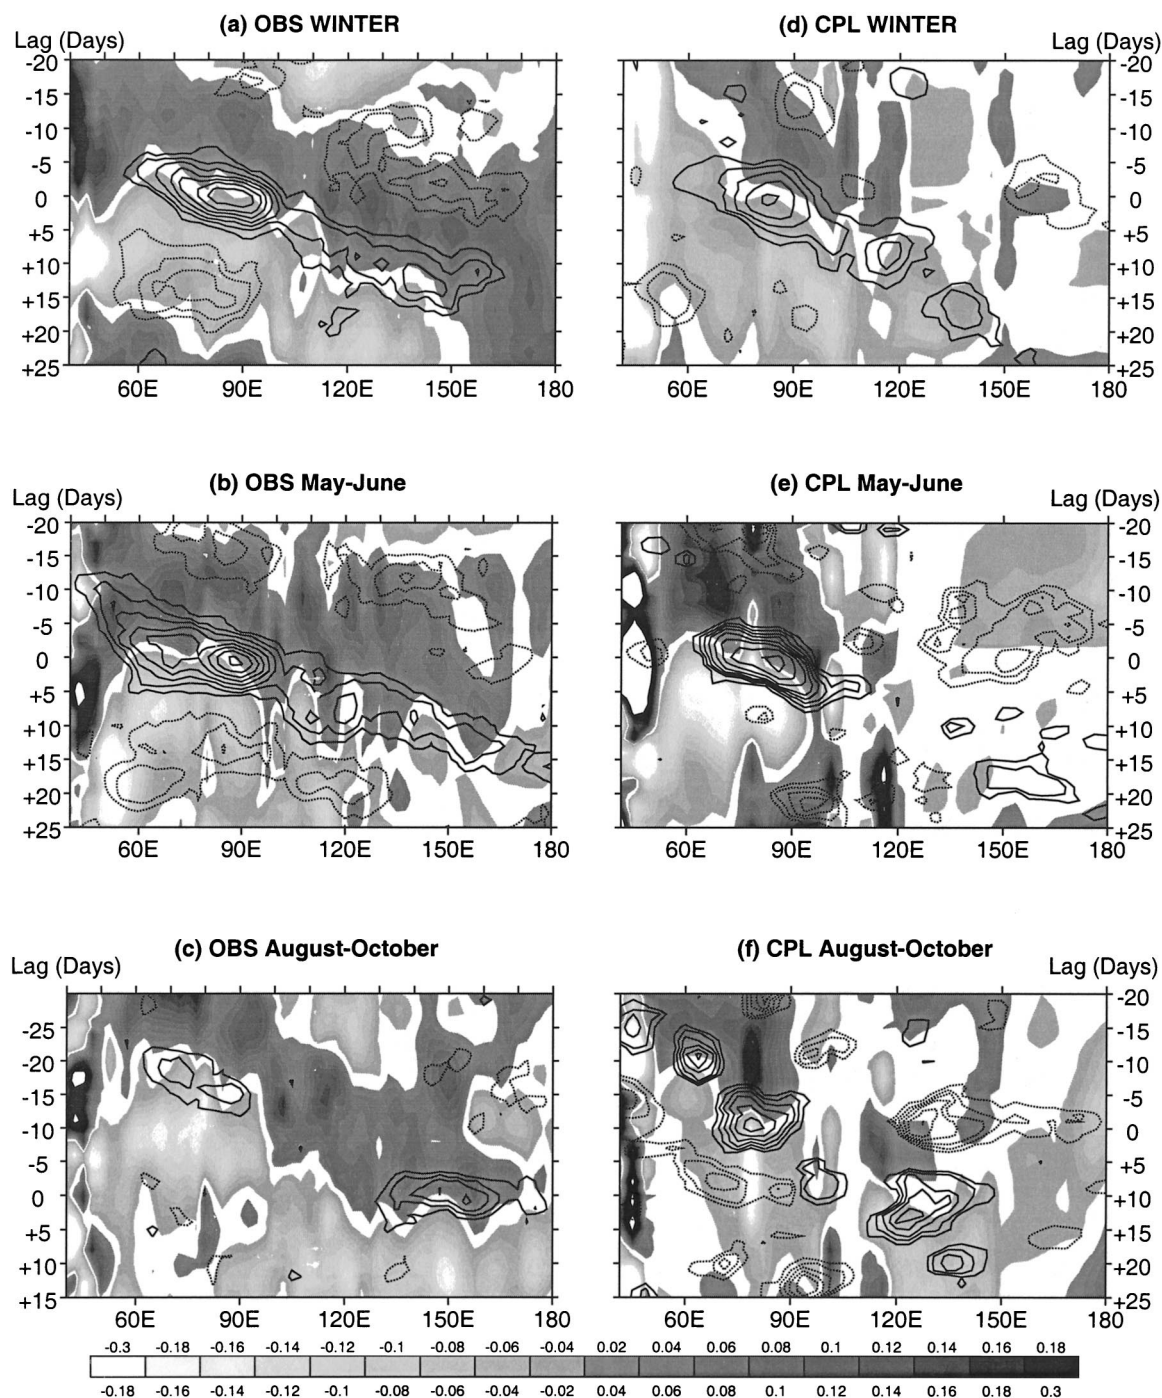 (a) OBS WINTER
Lag (Days)
-20
-15
-10
-5
0
+5
+10
+15
+20
+25
60E 90E 120E 150E 180
(d) CPL WINTER
Lag (Days)
-20
-15
-10
-5
0
+5
+10
+15
+20
+25
60E 90E 120E 150E 180
(b) OBS May-June
Lag (Days)
-20
-15
-10
-5
0
+5
+10
+15
+20
+25
60E 90E 120E 150E 180
(e) CPL May-June
Lag (Days)
-20
-15
-10
-5
0
+5
+10
+15
+20
+25
60E 90E 120E 150E 180
(c) OBS August-October
Lag (Days)
-25
-20
-15
-10
-5
0
+5
+10
+15
60E 90E 120E 150E 180
(f) CPL August-October
Lag (Days)
-20
-15
-10
-5
0
+5
+10
+15
+20
+25
60E 90E 120E 150E 180
-0.3 -0.18 -0.16 -0.14 -0.12 -0.1 -0.08 -0.06 -0.04 0.02 0.04 0.06 0.08 0.1 0.12 0.14 0.16 0.18
-0.18 -0.16 -0.14 -0.12 -0.1 -0.08 -0.06 -0.04 -0.02 0.04 0.06 0.08 0.1 0.12 0.14 0.16 0.18 0.3